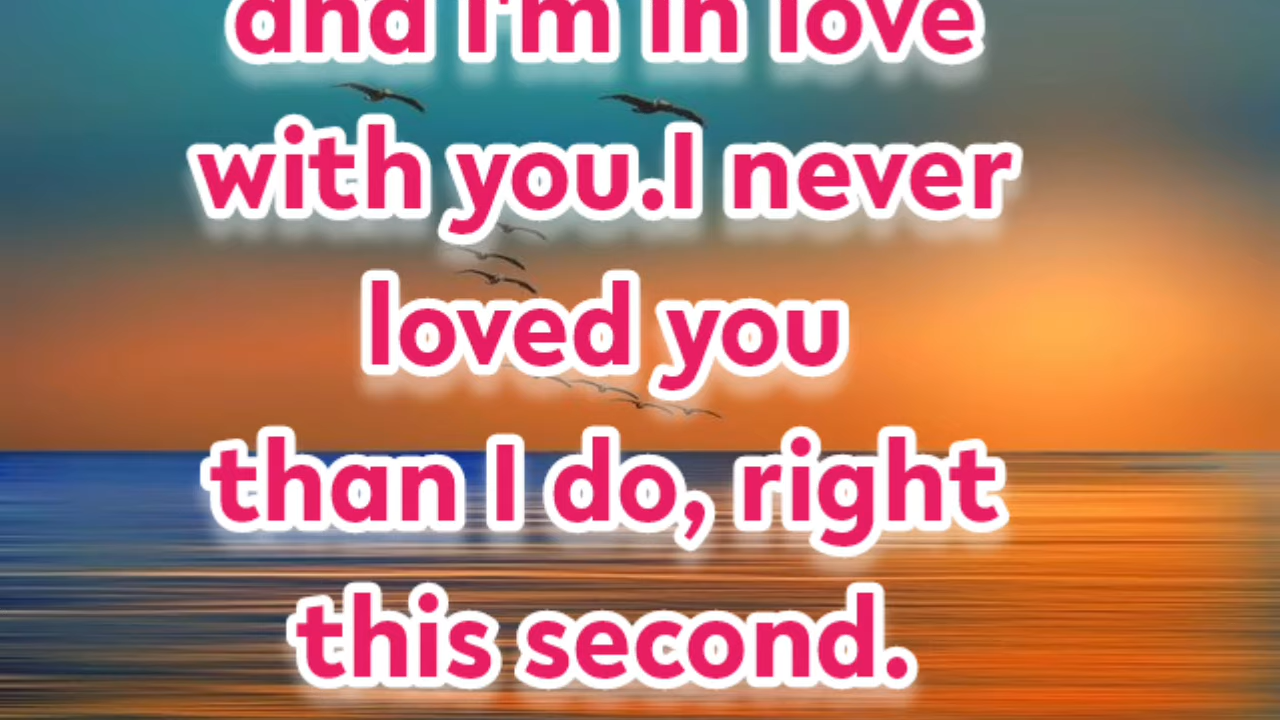 and I'm in love
with you.I never
loved you
than I do, right
this second.